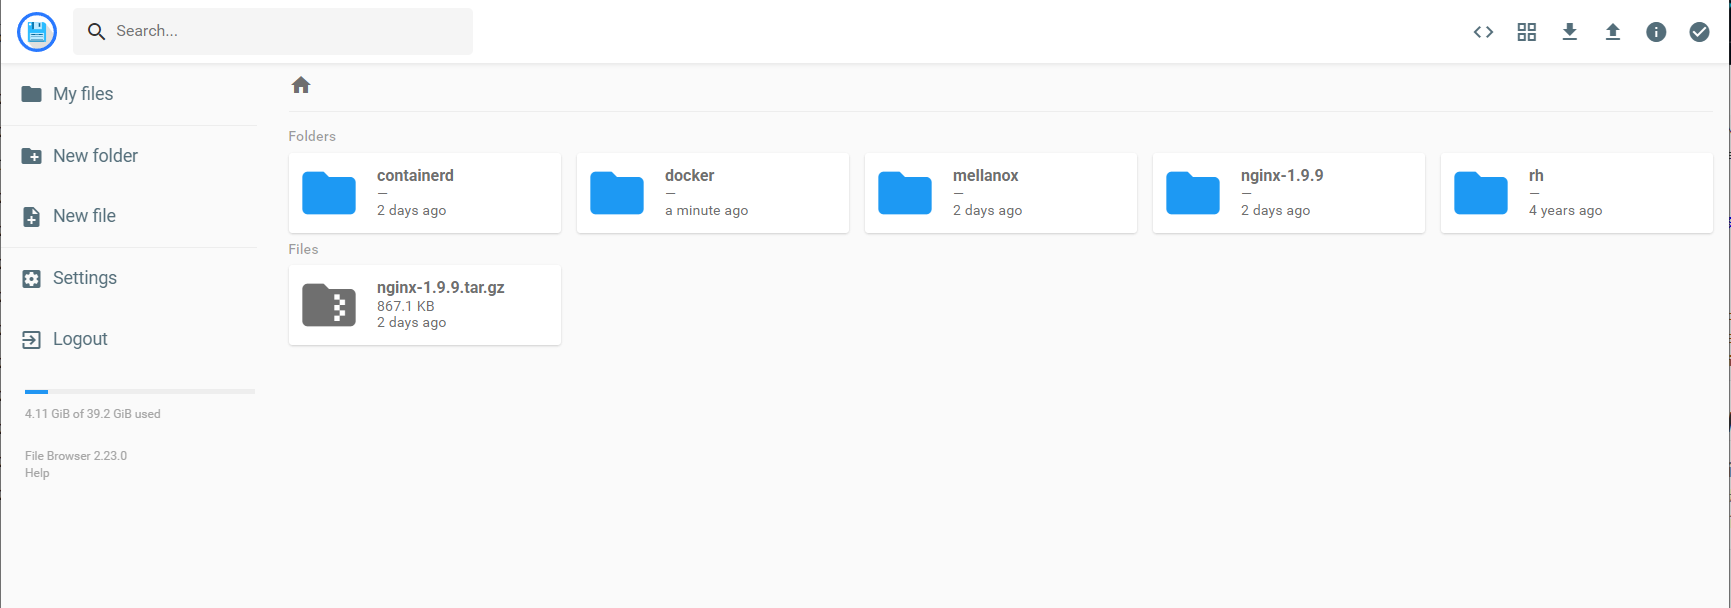 Search...
My files
New folder
New file
Settings
Logout
4.11 GiB of 39.2 GiB used
File Browser 2.23.0
Help
Folders
containerd
—
2 days ago
docker
—
a minute ago
mellanox
—
2 days ago
nginx-1.9.9
—
2 days ago
rh
—
4 years ago
Files
nginx-1.9.9.tar.gz
867.1 KB
2 days ago